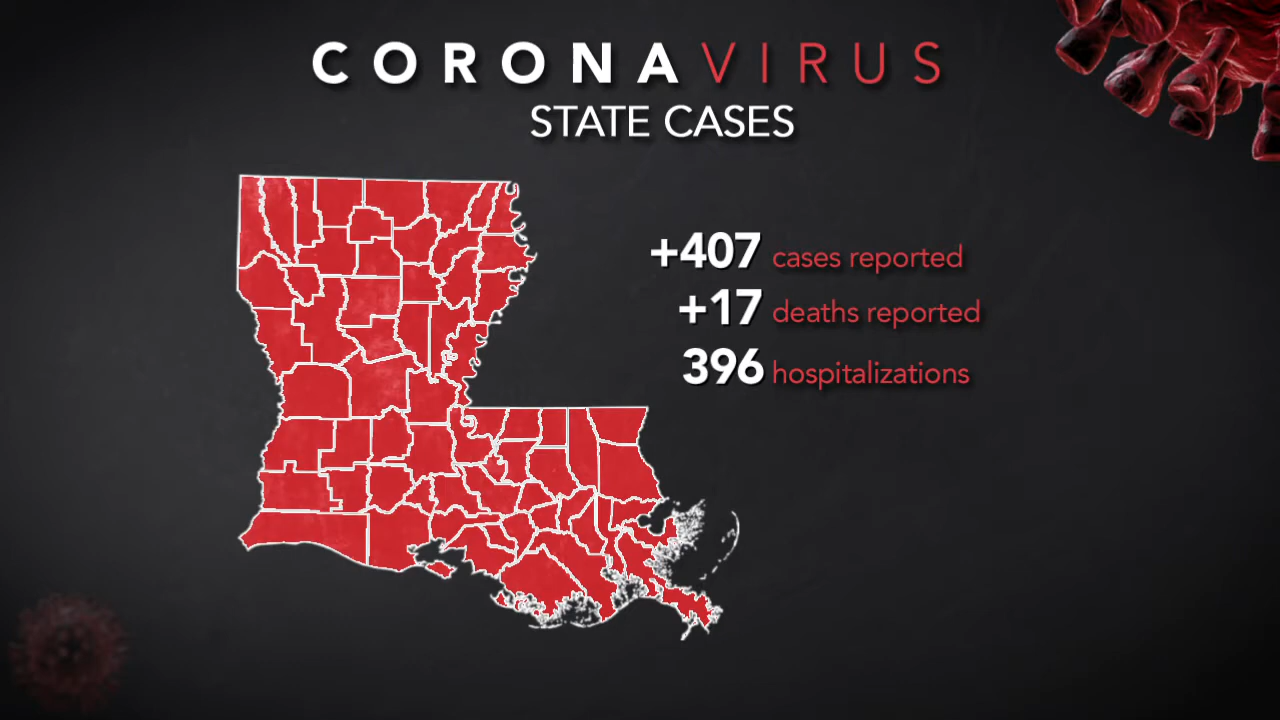 CORONAVIRUS
STATE CASES
+407 cases reported
+17 deaths reported
396 hospitalizations